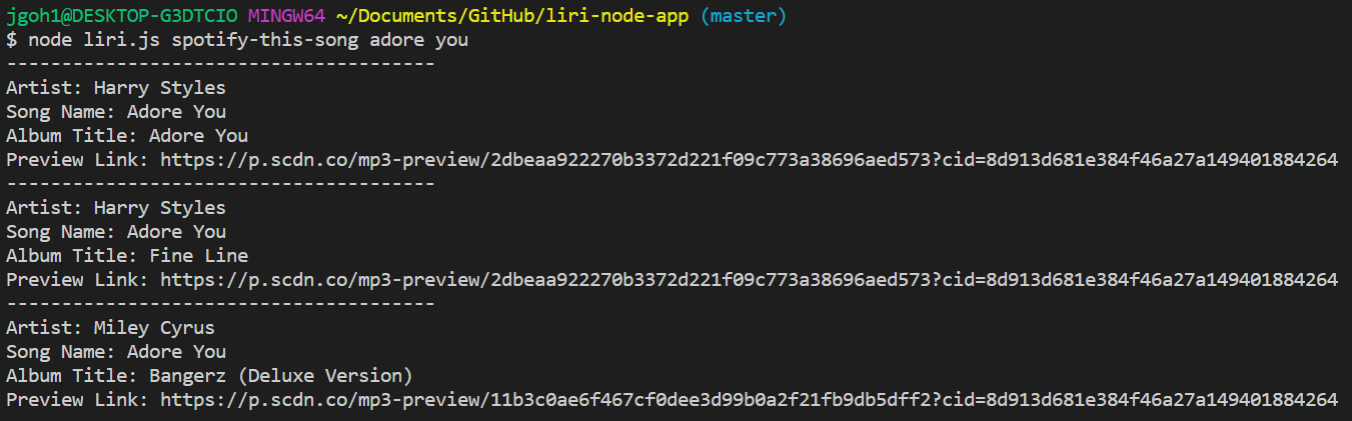 jgoh1@DESKTOP-G3DTCIO MINGW64 ~/Documents/GitHub/liri-node-app (master)
$ node liri.js spotify-this-song adore you
---------------------------------------
Artist: Harry Styles
Song Name: Adore You
Album Title: Adore You
Preview Link: https://p.scdn.co/mp3-preview/2dbeaa922270b3372d221f09c773a38696aed573?cid=8d913d681e384f46a27a149401884264
---------------------------------------
Artist: Harry Styles
Song Name: Adore You
Album Title: Fine Line
Preview Link: https://p.scdn.co/mp3-preview/2dbeaa922270b3372d221f09c773a38696aed573?cid=8d913d681e384f46a27a149401884264
---------------------------------------
Artist: Miley Cyrus
Song Name: Adore You
Album Title: Bangerz (Deluxe Version)
Preview Link: https://p.scdn.co/mp3-preview/11b3c0ae6f467cf0dee3d99b0a2f21fb9db5dff2?cid=8d913d681e384f46a27a149401884264